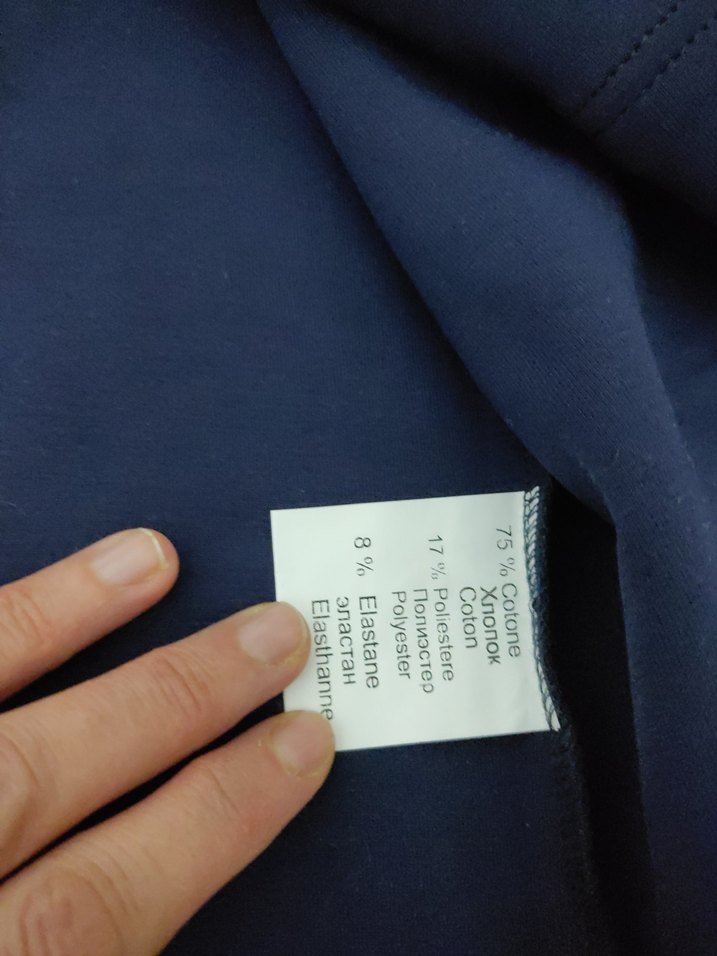 75 % Cotone
Хлопок
Coton
17 % Poliestere
Полиэстер
Polyester
8 % Elastane
эластан
Elasthanne